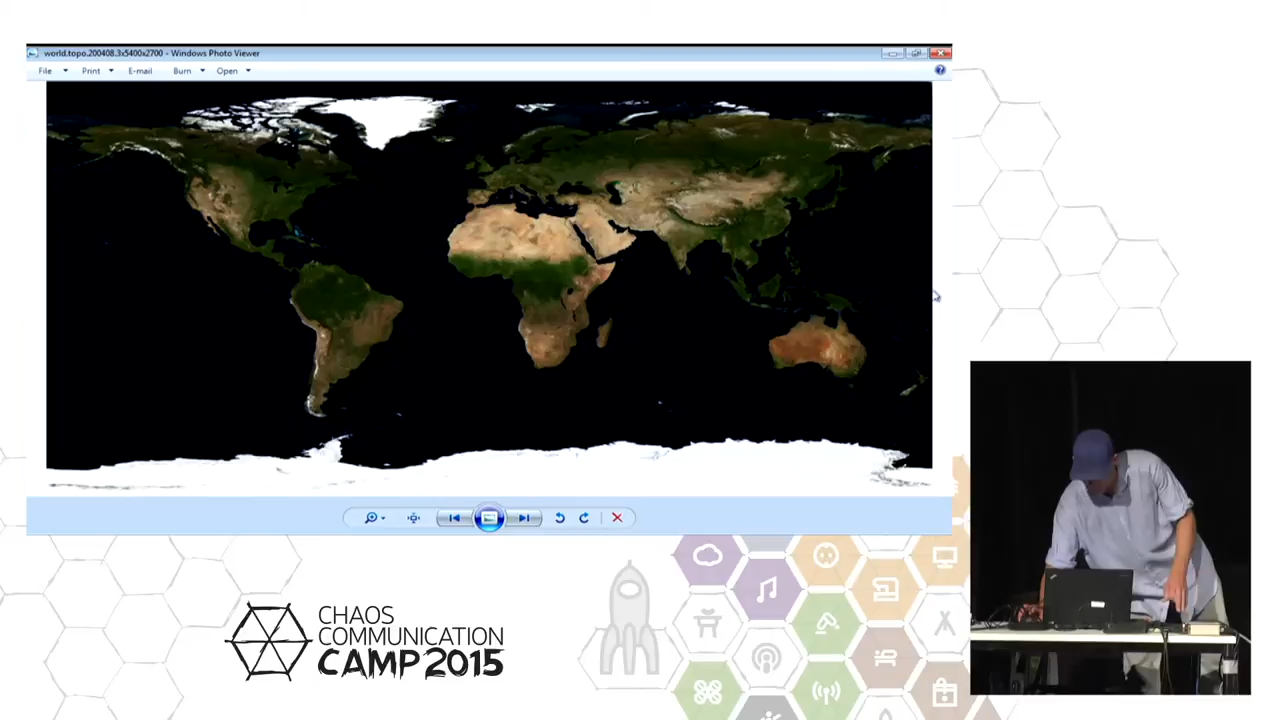 world.topo.200408.3x5400x2700 - Windows Photo Viewer
File Print E-mail Burn Open
CHAOS
COMMUNICATION
CAMP 2015